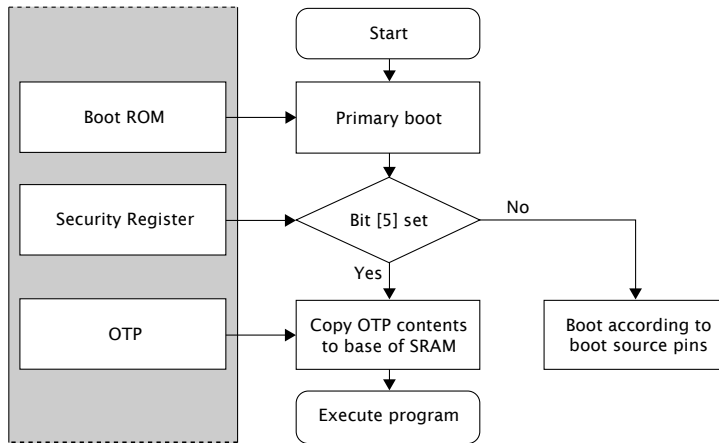 Start
Boot ROM
Primary boot
Security Register
Bit [5] set
No
Yes
OTP
Copy OTP contents
to base of SRAM
Boot according to
boot source pins
Execute program